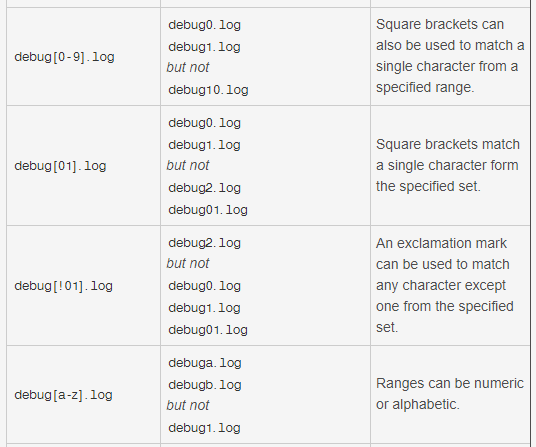 debug[0-9].log
debug0.log
debug1.log
but not
debug10.log
Square brackets can
also be used to match a
single character from a
specified range.
debug[01].log
debug0.log
debug1.log
but not
debug2.log
debug01.log
Square brackets match
a single character form
the specified set.
debug[!01].log
debug2.log
but not
debug0.log
debug1.log
debug01.log
An exclamation mark
can be used to match
any character except
one from the specified
set.
debug[a-z].log
debuga.log
debugb.log
but not
debug1.log
Ranges can be numeric
or alphabetic.